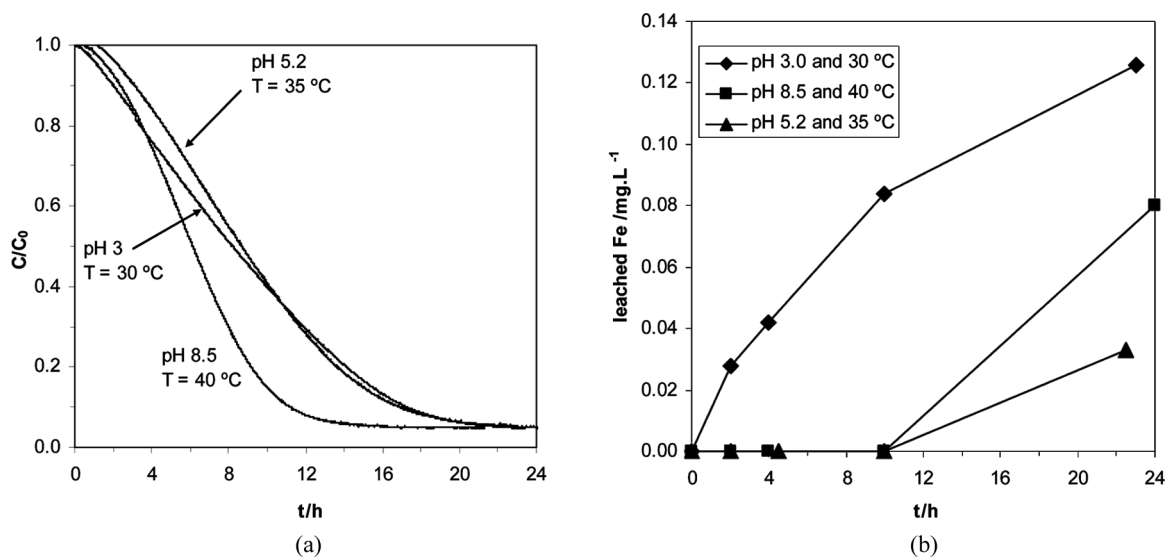 1.0
0.8
0.6
0.4
0.2
0.0
C/C0
pH 5.2
T = 35 ºC
pH 3
T = 30 ºC
pH 8.5
T = 40 ºC
0 4 8 12 16 20 24
t/h
(a)
0.14
0.12
0.10
0.08
0.06
0.04
0.02
0.00
leached Fe /mg.L -1
pH 3.0 and 30 ºC
pH 8.5 and 40 ºC
pH 5.2 and 35 ºC
0 4 8 12 16 20 24
t/h
(b)